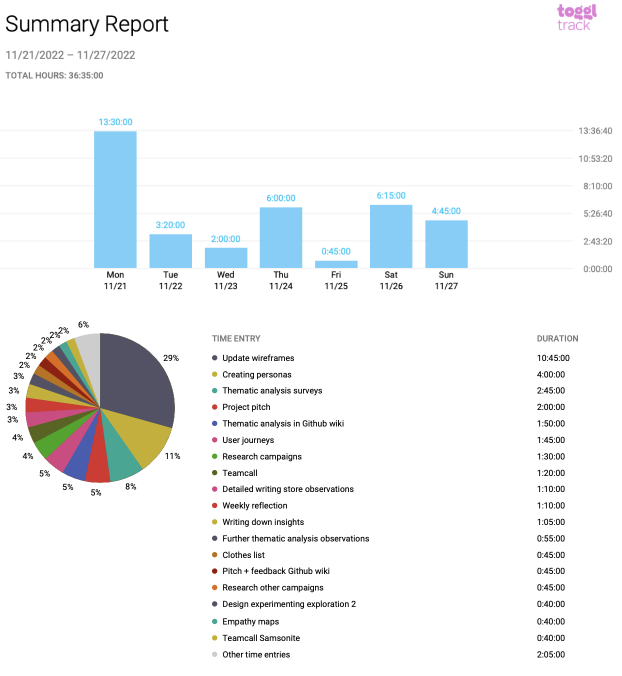 Summary Report
toggl
track
11/21/2022 – 11/27/2022
TOTAL HOURS: 36:35:00
13:30:00
13:36:40
10:53:20
8:10:00
6:15:00
6:00:00
5:26:40
4:45:00
3:20:00
2:43:20
2:00:00
0:45:00
0:00:00
Mon Tue Wed Thu Fri Sat Sun
11/21 11/22 11/23 11/24 11/25 11/26 11/27
6%
2%
2%
2%
2%
2%
2%
2%
3%
3%
3%
3%
4%
4%
5%
5%
5%
8%
11%
29%
TIME ENTRY DURATION
Update wireframes 10:45:00
Creating personas 4:00:00
Thematic analysis surveys 2:45:00
Project pitch 2:00:00
Thematic analysis in Github wiki 1:50:00
User journeys 1:45:00
Research campaigns 1:30:00
Teamcall 1:20:00
Detailed writing store observations 1:10:00
Weekly reflection 1:10:00
Writing down insights 1:05:00
Further thematic analysis observations 0:55:00
Clothes list 0:45:00
Pitch + feedback Github wiki 0:45:00
Research other campaigns 0:45:00
Design experimenting exploration 2 0:40:00
Empathy maps 0:40:00
Teamcall Samsonite 0:40:00
Other time entries 2:05:00